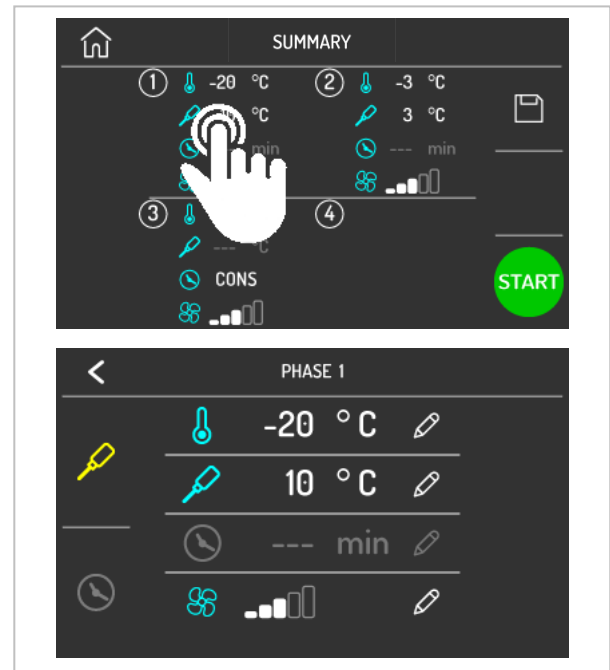 SUMMARY
1 -20 °C 2 -3 °C
°C 3 °C
min --- min
3 4
--- °C
CONS
START
PHASE 1
-20 °C
10 °C
--- min